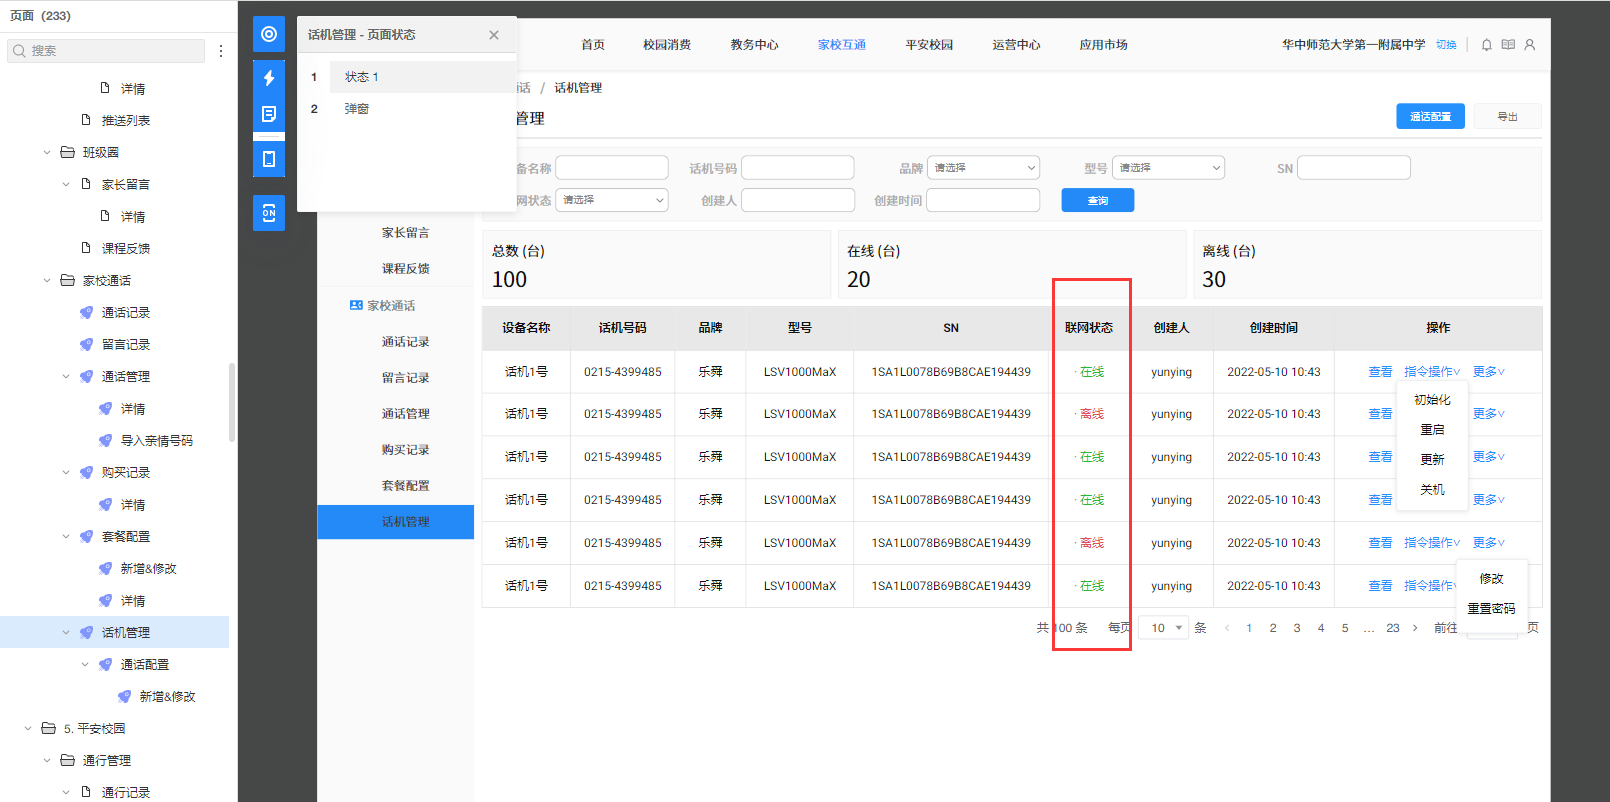 页面 (233)
搜索
详情
推送列表
班级圈
家长留言
详情
课程反馈
家校通话
通话记录
留言记录
通话管理
详情
导入亲情号码
购买记录
详情
套餐配置
新增&修改
详情
话机管理
通话配置
新增&修改
5. 平安校园
通行管理
通行记录
ON
话机管理 - 页面状态
1 状态 1
2 弹窗
首页 校园消费 教务中心 家校互通 平安校园 运营中心 应用市场 华中师范大学第一附属中学 切换
话 / 话机管理
管理 通话配置 导出
备名称 话机号码 品牌 请选择 型号 请选择 SN
网状态 请选择 创建人 创建时间 查询
家长留言
课程反馈
家校通话
通话记录
留言记录
通话管理
购买记录
套餐配置
话机管理
总数 (台) 在线 (台) 离线 (台)
100 20 30
设备名称 话机号码 品牌 型号 SN 联网状态 创建人 创建时间 操作
话机1号 0215-4399485 乐舜 LSV1000MaX 1SA1L0078B69B8CAE194439 · 在线 yunying 2022-05-10 10:43 查看 指令操作 更多
话机1号 0215-4399485 乐舜 LSV1000MaX 1SA1L0078B69B8CAE194439 · 离线 yunying 2022-05-10 10:43 查看 更多
话机1号 0215-4399485 乐舜 LSV1000MaX 1SA1L0078B69B8CAE194439 · 在线 yunying 2022-05-10 10:43 查看 更多
话机1号 0215-4399485 乐舜 LSV1000MaX 1SA1L0078B69B8CAE194439 · 在线 yunying 2022-05-10 10:43 查看 更多
话机1号 0215-4399485 乐舜 LSV1000MaX 1SA1L0078B69B8CAE194439 · 离线 yunying 2022-05-10 10:43 查看 指令操作 更多
话机1号 0215-4399485 乐舜 LSV1000MaX 1SA1L0078B69B8CAE194439 · 在线 yunying 2022-05-10 10:43 查看 指令操作
初始化
重启
更新
关机
修改
重置密码
共 100 条 每页 10 条 < 1 2 3 4 5 ... 23 > 前往 页